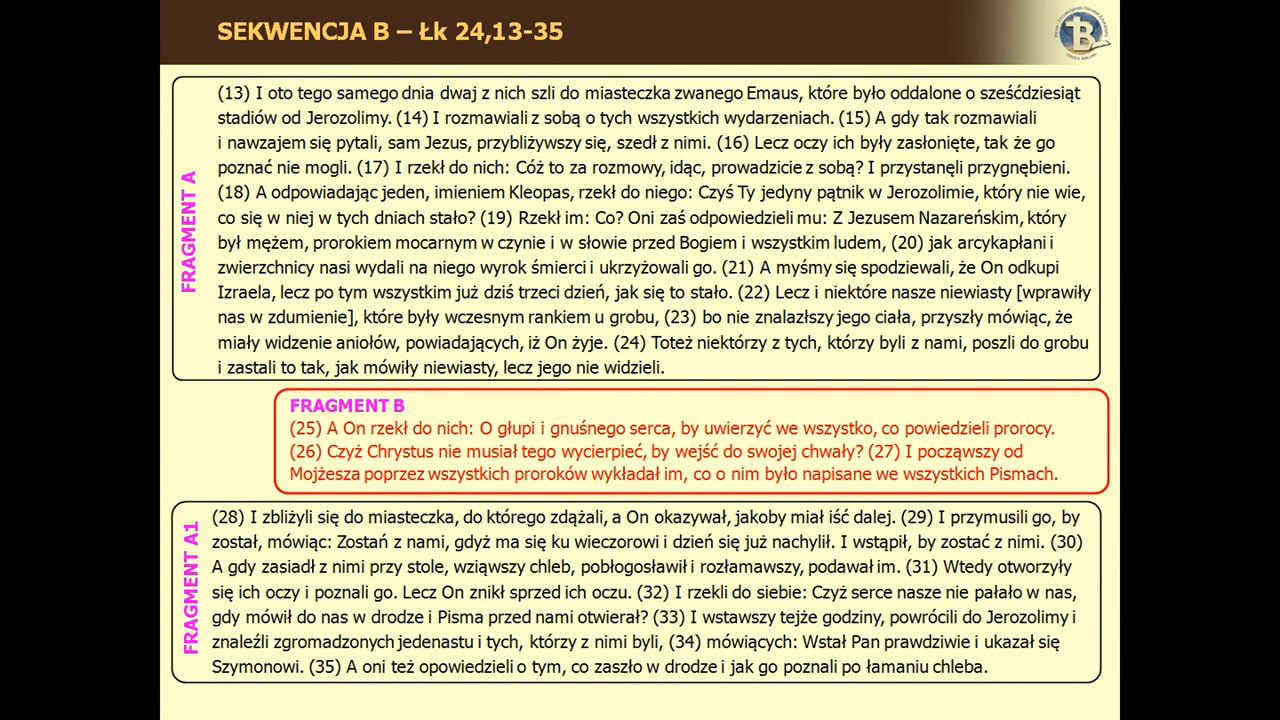 SEKWENCJA B – Łk 24,13-35
FRAGMENT A
(13) I oto tego samego dnia dwaj z nich szli do miasteczka zwanego Emaus, które było oddalone o sześćdziesiąt
stadiów od Jerozolimy. (14) I rozmawiali z sobą o tych wszystkich wydarzeniach. (15) A gdy tak rozmawiali
i nawzajem się pytali, sam Jezus, przybliżywszy się, szedł z nimi. (16) Lecz oczy ich były zasłonięte, tak że go
poznać nie mogli. (17) I rzekł do nich: Cóż to za rozmowy, idąc, prowadzicie z sobą? I przystanęli przygnębieni.
(18) A odpowiadając jeden, imieniem Kleopas, rzekł do niego: Czyś Ty jedyny pątnik w Jerozolimie, który nie wie,
co się w niej w tych dniach stało? (19) Rzekł im: Co? Oni zaś odpowiedzieli mu: Z Jezusem Nazareńskim, który
był mężem, prorokiem mocarnym w czynie i w słowie przed Bogiem i wszystkim ludem, (20) jak arcykapłani i
zwierzchnicy nasi wydali na niego wyrok śmierci i ukrzyżowali go. (21) A myśmy się spodziewali, że On odkupi
Izraela, lecz po tym wszystkim już dziś trzeci dzień, jak się to stało. (22) Lecz i niektóre nasze niewiasty [wprawiły
nas w zdumienie], które były wczesnym rankiem u grobu, (23) bo nie znalazłszy jego ciała, przyszły mówiąc, że
miały widzenie aniołów, powiadających, iż On żyje. (24) Toteż niektórzy z tych, którzy byli z nami, poszli do grobu
i zastali to tak, jak mówiły niewiasty, lecz jego nie widzieli.
FRAGMENT B
(25) A On rzekł do nich: O głupi i gnuśnego serca, by uwierzyć we wszystko, co powiedzieli prorocy.
(26) Czyż Chrystus nie musiał tego wycierpieć, by wejść do swojej chwały? (27) I począwszy od
Mojżesza poprzez wszystkich proroków wykładał im, co o nim było napisane we wszystkich Pismach.
FRAGMENT A1
(28) I zbliżyli się do miasteczka, do którego zdążali, a On okazywał, jakoby miał iść dalej. (29) I przymusili go, by
został, mówiąc: Zostań z nami, gdyż ma się ku wieczorowi i dzień się już nachylił. I wstąpił, by zostać z nimi. (30)
A gdy zasiadł z nimi przy stole, wziąwszy chleb, pobłogosławił i rozłamawszy, podawał im. (31) Wtedy otworzyły
się ich oczy i poznali go. Lecz On znikł sprzed ich oczu. (32) I rzekli do siebie: Czyż serce nasze nie pałało w nas,
gdy mówił do nas w drodze i Pisma przed nami otwierał? (33) I wstawszy tejże godziny, powrócili do Jerozolimy i
znaleźli zgromadzonych jedenastu i tych, którzy z nimi byli, (34) mówiących: Wstał Pan prawdziwie i ukazał się
Szymonowi. (35) A oni też opowiedzieli o tym, co zaszło w drodze i jak go poznali po łamaniu chleba.